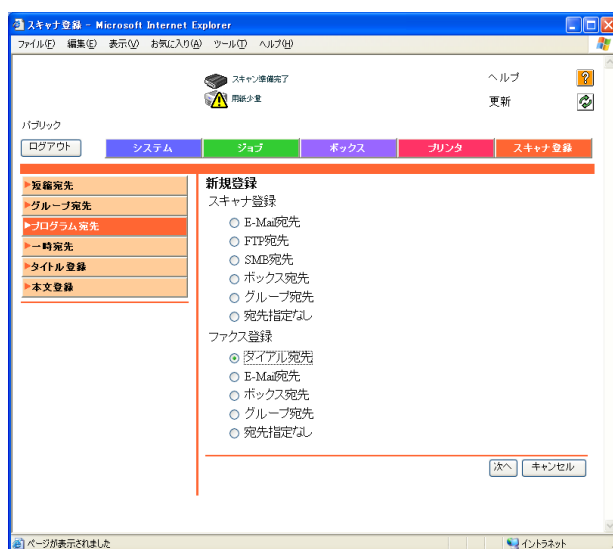 スキャナ登録 - Microsoft Internet Explorer
ファイル(F) 編集(E) 表示(V) お気に入り(A) ツール(T) ヘルプ(H)
スキャン準備完了 ヘルプ
用紙少量 更新
パブリック
ログアウト システム ジョブ ボックス プリンタ スキャナ登録
短縮宛先
グループ宛先
プログラム宛先
一時宛先
タイトル登録
本文登録
新規登録
スキャナ登録
E-Mail宛先
FTP宛先
SMB宛先
ボックス宛先
グループ宛先
宛先指定なし
ファクス登録
ダイアル宛先
E-Mail宛先
ボックス宛先
グループ宛先
宛先指定なし
次へ キャンセル
ページが表示されました イントラネット